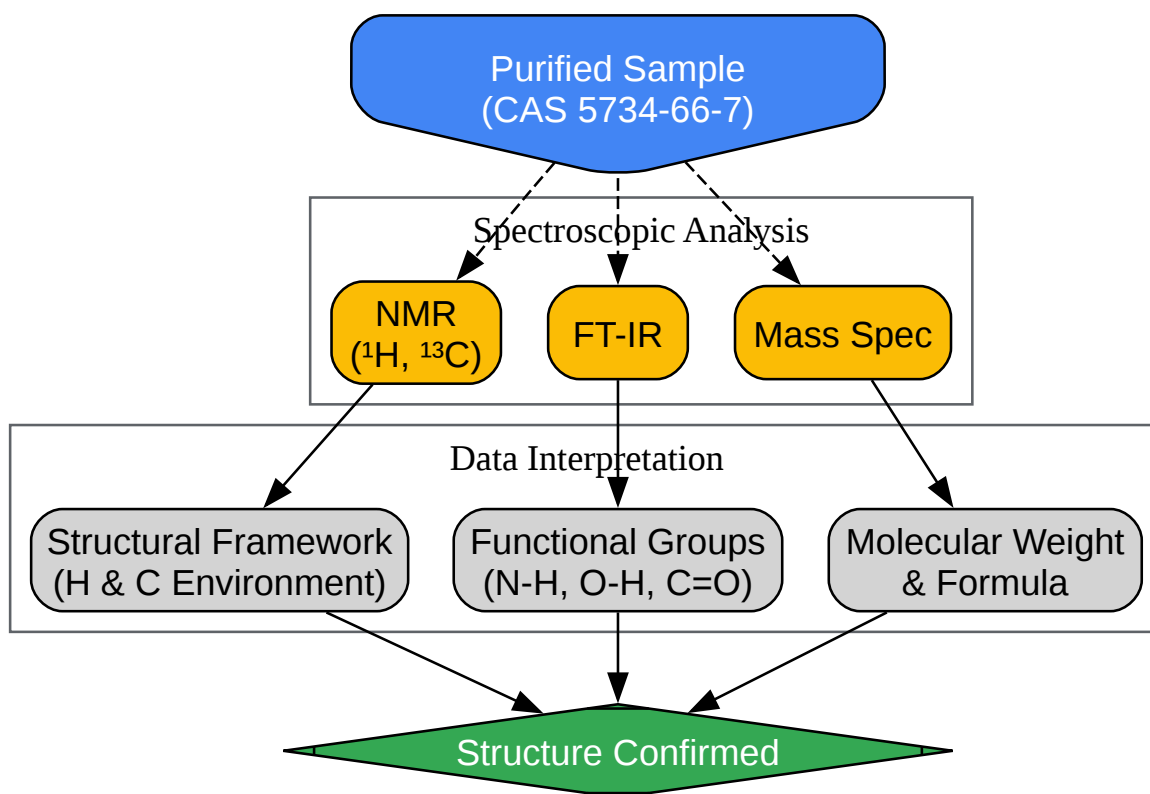 Purified Sample
(CAS 5734-66-7)
Spectroscopic Analysis
NMR
(¹H, ¹³C)
FT-IR
Mass Spec
Data Interpretation
Structural Framework
(H & C Environment)
Functional Groups
(N-H, O-H, C=O)
Molecular Weight
& Formula
Structure Confirmed